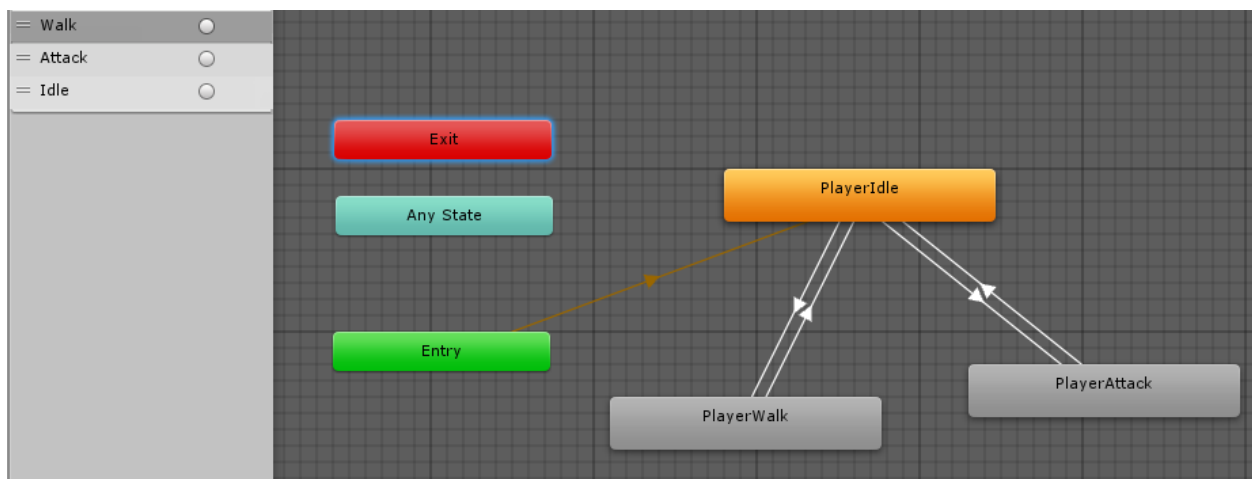 Walk
Attack
Idle
Exit
PlayerIdle
Any State
Entry
PlayerAttack
PlayerWalk